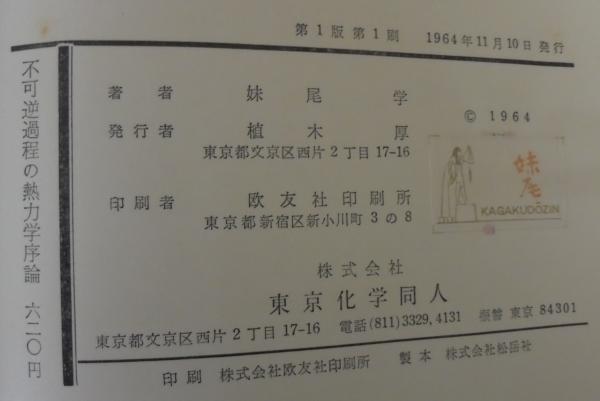 第1版第1刷 1964年11月10日 発行
不可逆過程の熱力学序論 六二〇円
著者 妹尾学
© 1964
発行者 植木厚
東京都文京区西片2丁目17-16
妹尾
KAGAKUDŌZIN
印刷者 欧友社印刷所
東京都新宿区新小川町3の8
株式会社
東京化学同人
東京都文京区西片2丁目17-16 電話(811)3329,4131 振替 東京 84301
印刷 株式会社欧友社印刷所 製本 株式会社松岳社